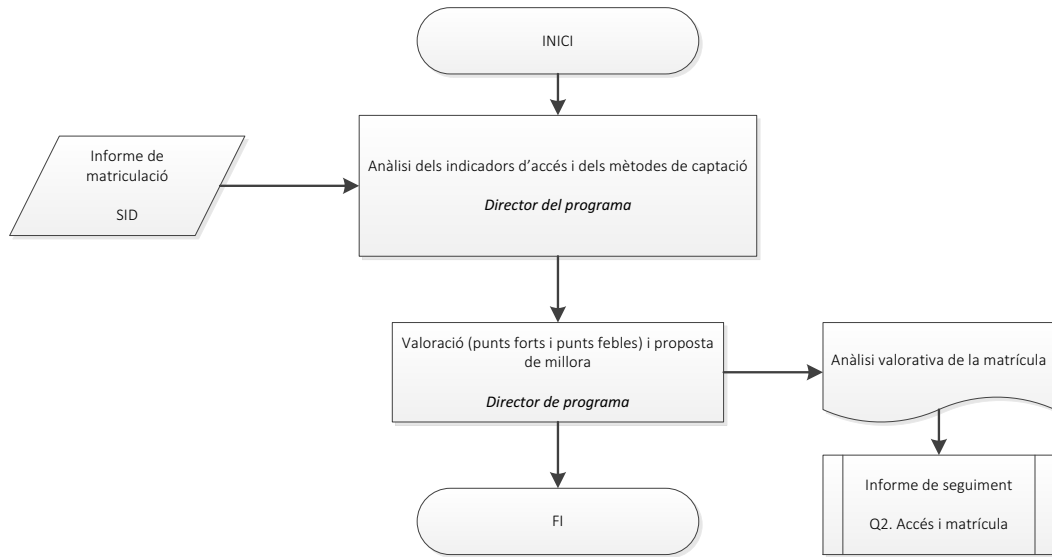 INICI
Informe de
matriculació
SID
Anàlisi dels indicadors d’accés i dels mètodes de captació
Director del programa
Valoració (punts forts i punts febles) i proposta
de millora
Director de programa
Anàlisi valorativa de la matrícula
Informe de seguiment
Q2. Accés i matrícula
FI